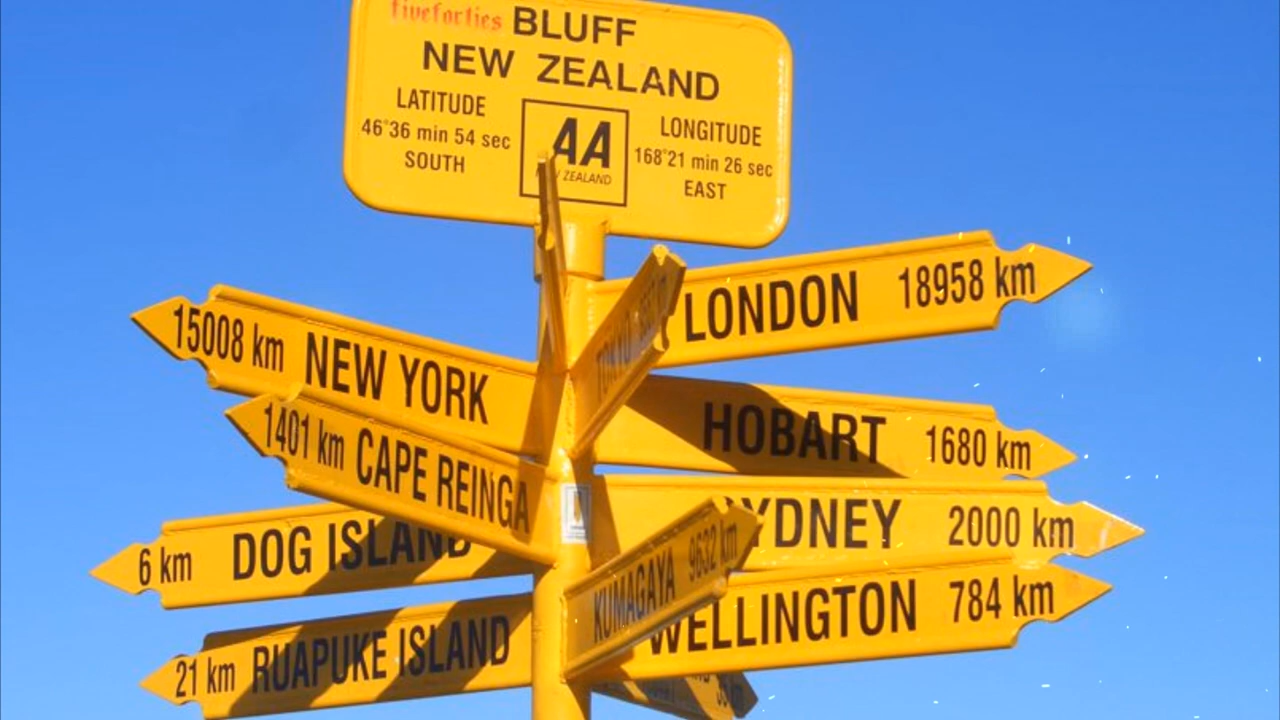 fiveforties
BLUFF
NEW ZEALAND
LATITUDE
46°36 min 54 sec
SOUTH
AA
ZEALAND
LONGITUDE
168°21 min 26 sec
EAST
LONDON 18958 km
15008 km NEW YORK
TOKYO
HOBART 1680 km
1401 km CAPE REINGA
YDNEY 2000 km
6 km DOG ISLAND
KUMAGAYA 9632 km
WELLINGTON 784 km
21 km RUAPUKE ISLAND